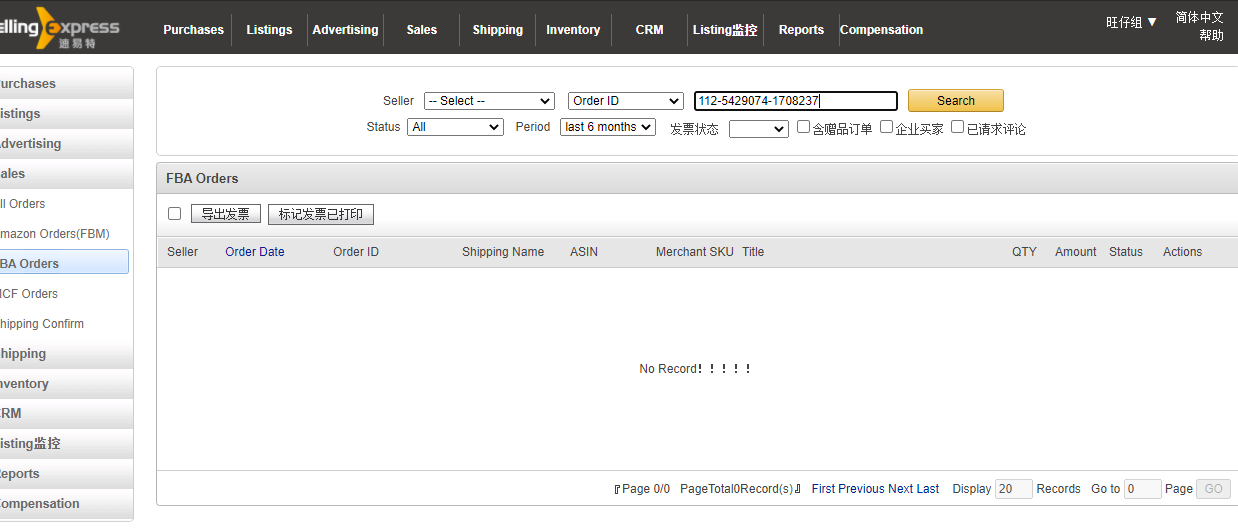 elling Express
速易特
Purchases Listings Advertising Sales Shipping Inventory CRM Listing监控 Reports Compensation
旺仔组 ▼
简体中文
帮助
urchases
istings
dvertising
ales
ll Orders
mazon Orders(FBM)
BA Orders
ICF Orders
hipping Confirm
hipping
nventory
CRM
isting监控
eports
ompensation
Seller -- Select -- Order ID 112-5429074-1708237 Search
Status All Period last 6 months 发票状态 含赠品订单 企业买家 已请求评论
FBA Orders
导出发票 标记发票已打印
Seller Order Date Order ID Shipping Name ASIN Merchant SKU Title QTY Amount Status Actions
No Record！！！！！
『Page 0/0 PageTotal0Record(s)』 First Previous Next Last Display 20 Records Go to 0 Page GO